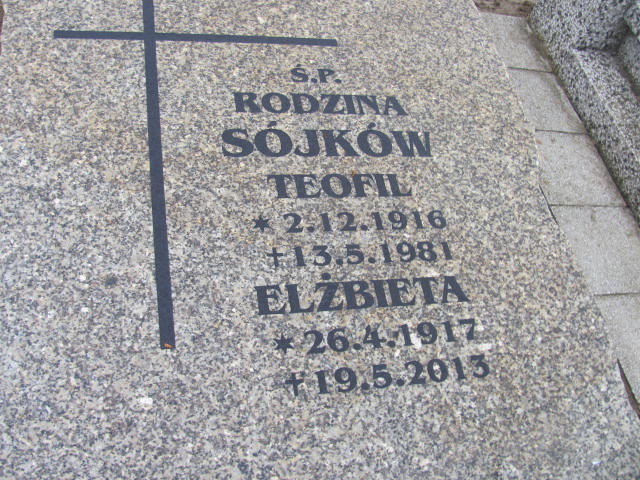 Ś.P.
RODZINA
SÓJKÓW
TEOFIL
* 2.12.1916
†13.5.1981
ELŻBIETA
* 26.4.1917
†19.5.2013